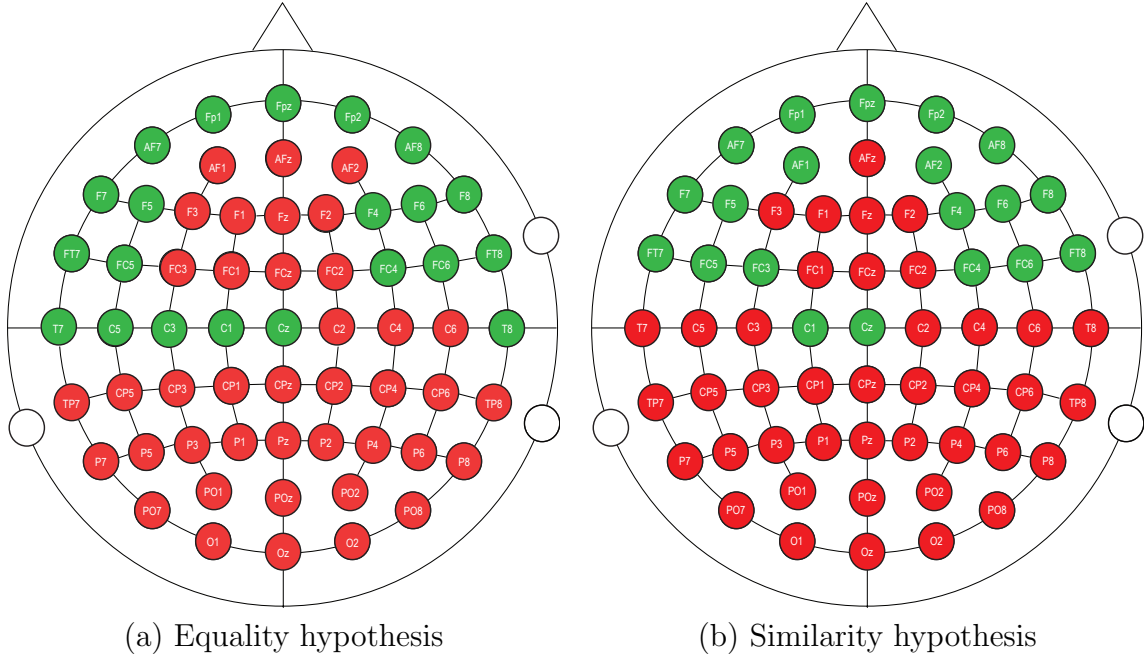 Fpz Fpz
Fp1 Fp2 Fp1 Fp2
AF7 AF8 AF7 AF8
AF1 AFz AF2 AF1 AFz AF2
F7 F5 F3 F1 Fz F2 F4 F6 F8 F7 F5 F3 F1 Fz F2 F4 F6 F8
FT7 FC5 FC3 FC1 FCz FC2 FC4 FC6 FT8 FT7 FC5 FC3 FC1 FCz FC2 FC4 FC6 FT8
T7 C5 C3 C1 Cz C2 C4 C6 T8 T7 C5 C3 C1 Cz C2 C4 C6 T8
TP7 CP5 CP3 CP1 CPz CP2 CP4 CP6 TP8 TP7 CP5 CP3 CP1 CPz CP2 CP4 CP6 TP8
P7 P5 P3 P1 Pz P2 P4 P6 P8 P7 P5 P3 P1 Pz P2 P4 P6 P8
PO7 PO1 POz PO2 PO8 PO7 PO1 POz PO2 PO8
O1 Oz O2 O1 Oz O2
(a) Equality hypothesis (b) Similarity hypothesis